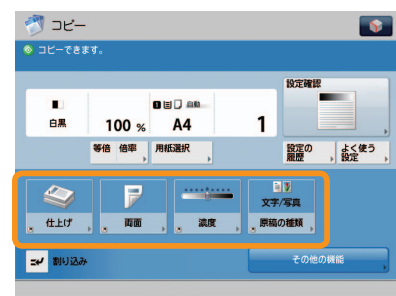 コピー
コピーできます。
設定確認
1 自動
白黒 100 % A4 1
等倍 倍率 用紙選択 設定の履歴 よく使う設定
文字/写真
仕上げ 両面 濃度 原稿の種類
割り込み その他の機能